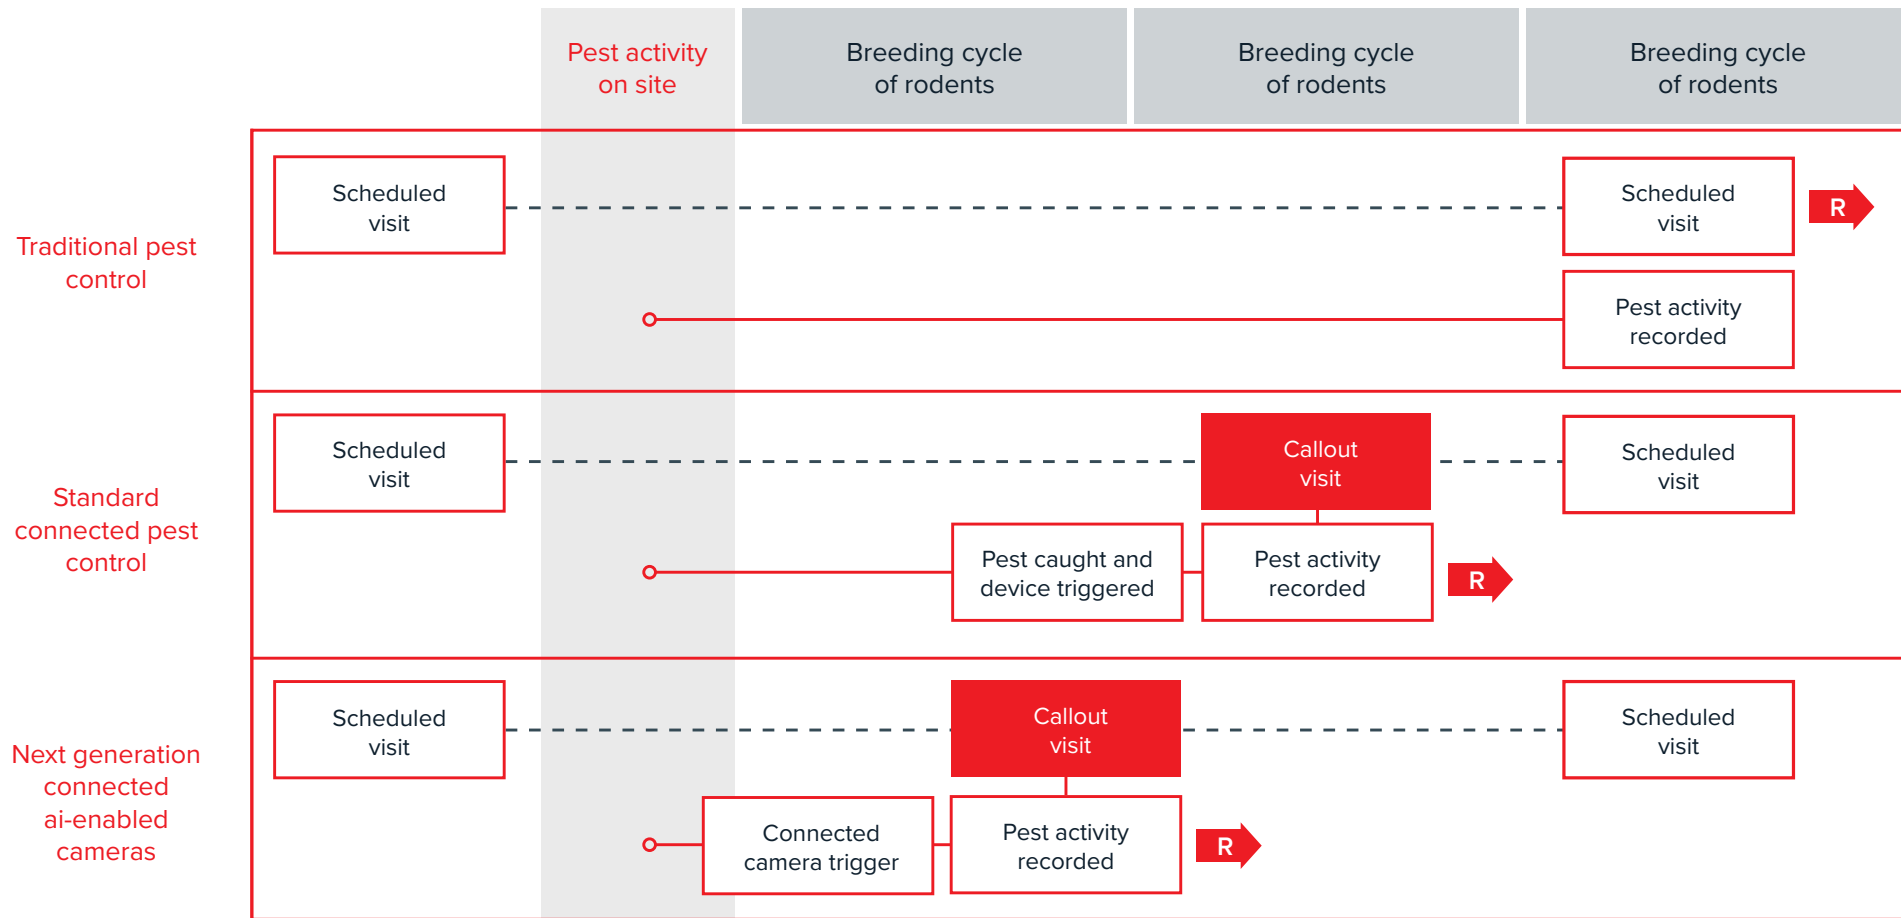 Pest activity
on site
Breeding cycle
of rodents
Breeding cycle
of rodents
Breeding cycle
of rodents
Traditional pest
control
Scheduled
visit
Scheduled
visit
R
Pest activity
recorded
Standard
connected pest
control
Scheduled
visit
Callout
visit
Scheduled
visit
Pest caught and
device triggered
Pest activity
recorded
R
Next generation
connected
ai-enabled
cameras
Scheduled
visit
Callout
visit
Scheduled
visit
Connected
camera trigger
Pest activity
recorded
R